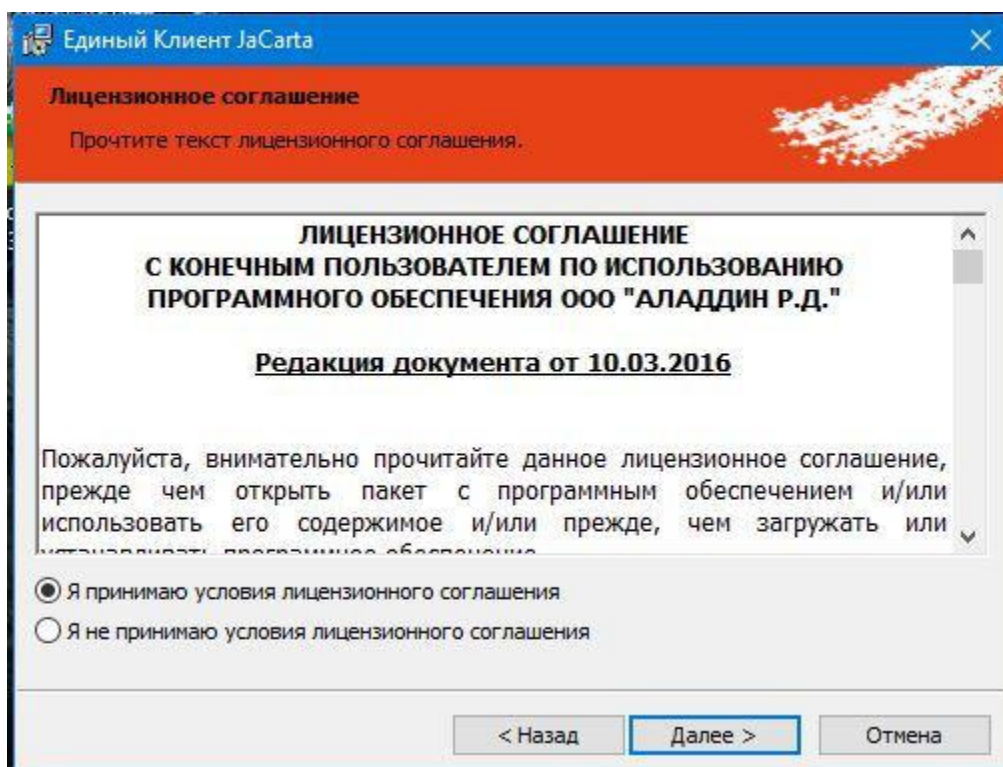 Единый Клиент JaCarta
Лицензионное соглашение
Прочтите текст лицензионного соглашения.
ЛИЦЕНЗИОННОЕ СОГЛАШЕНИЕ
С КОНЕЧНЫМ ПОЛЬЗОВАТЕЛЕМ ПО ИСПОЛЬЗОВАНИЮ
ПРОГРАММНОГО ОБЕСПЕЧЕНИЯ ООО "АЛАДДИН Р.Д."
Редакция документа от 10.03.2016
Пожалуйста, внимательно прочитайте данное лицензионное соглашение,
прежде чем открыть пакет с программным обеспечением и/или
использовать его содержимое и/или прежде, чем загружать или
устанавливать программное обеспечение
Я принимаю условия лицензионного соглашения
Я не принимаю условия лицензионного соглашения
< Назад
Далее >
Отмена